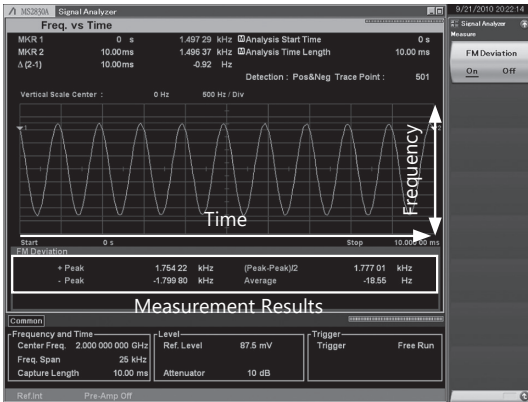 MS2830A Signal Analyzer
9/21/2010 20:22:14
Freq. vs Time
Signal Analyzer
Measure
FM Deviation
On Off
MKR 1 0 s 1.497 29 kHz Analysis Start Time 0 s
MKR 2 10.00ms 1.496 37 kHz Analysis Time Length 10.00 ms
Δ(2-1) 10.00ms -0.92 Hz
Detection : Pos&Neg Trace Point : 501
Vertical Scale Center : 0 Hz 500 Hz / Div
1
2
Frequency
Time
Start 0 s Stop 10.000 00 ms
FM Deviation
+ Peak 1.754 22 kHz (Peak-Peak)/2 1.777 01 kHz
- Peak -1.799 80 kHz Average -18.55 Hz
Measurement Results
Common
Frequency and Time
Center Freq. 2.000 000 000 GHz
Freq. Span 25 kHz
Capture Length 10.00 ms
Level
Ref. Level 87.5 mV
Attenuator 10 dB
Trigger
Trigger Free Run
Ref.Int Pre-Amp Off